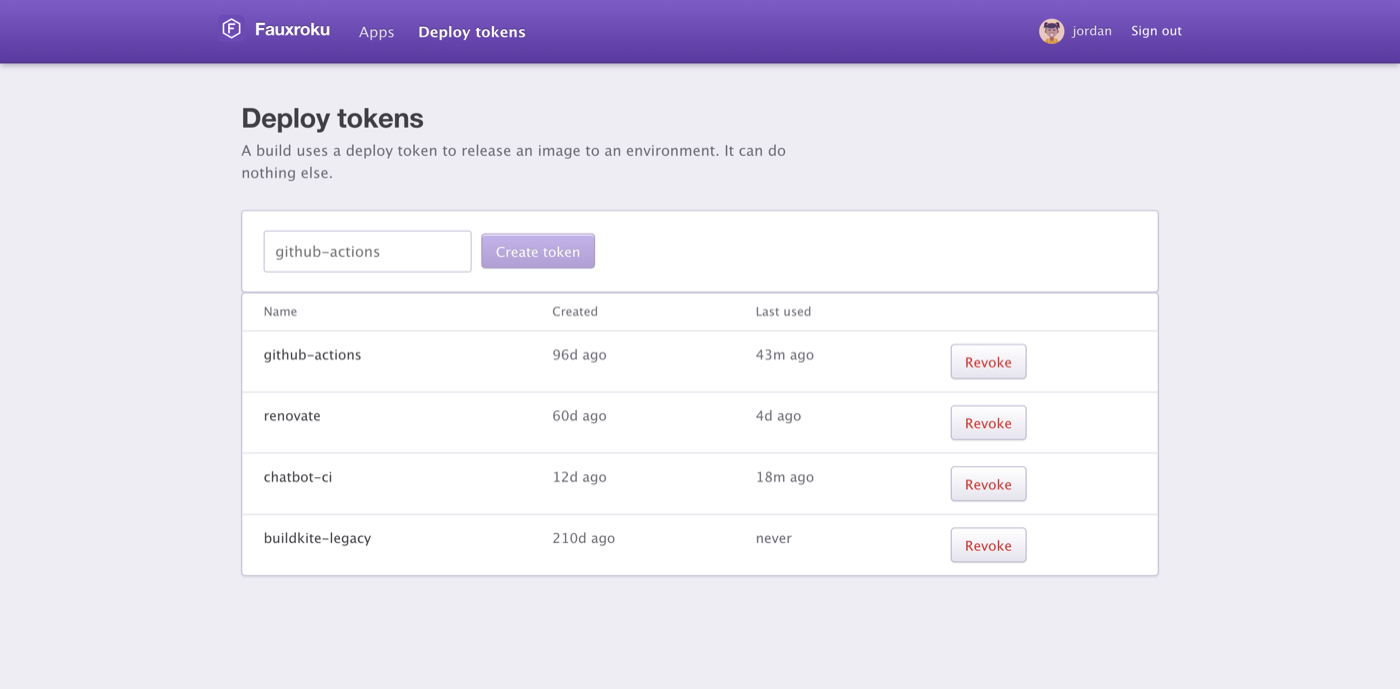 Fauxroku Apps Deploy tokens jordan Sign out
Deploy tokens
A build uses a deploy token to release an image to an environment. It can do
nothing else.
github-actions Create token
Name Created Last used
github-actions 96d ago 43m ago Revoke
renovate 60d ago 4d ago Revoke
chatbot-ci 12d ago 18m ago Revoke
buildkite-legacy 210d ago never Revoke